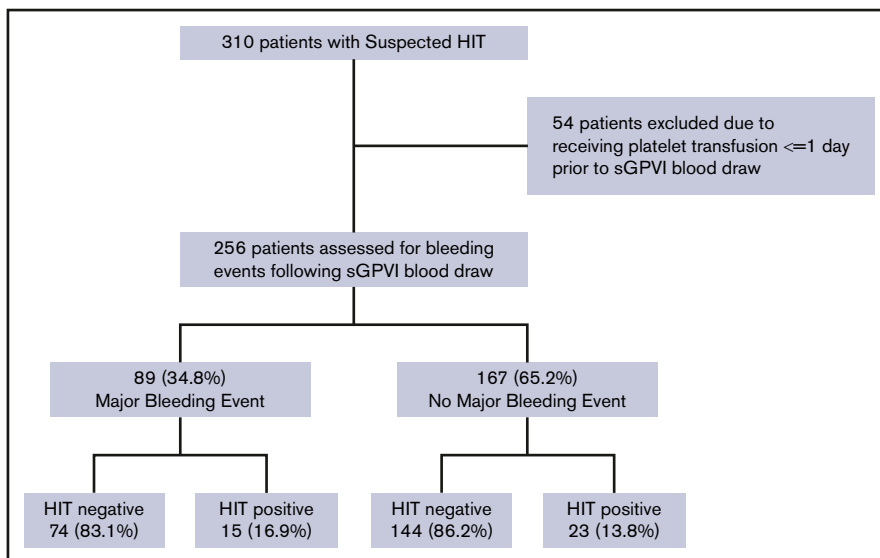 310 patients with Suspected HIT
54 patients excluded due to
receiving platelet transfusion <=1 day
prior to sGPVI blood draw
256 patients assessed for bleeding
events following sGPVI blood draw
89 (34.8%)
Major Bleeding Event
167 (65.2%)
No Major Bleeding Event
HIT negative
74 (83.1%)
HIT positive
15 (16.9%)
HIT negative
144 (86.2%)
HIT positive
23 (13.8%)